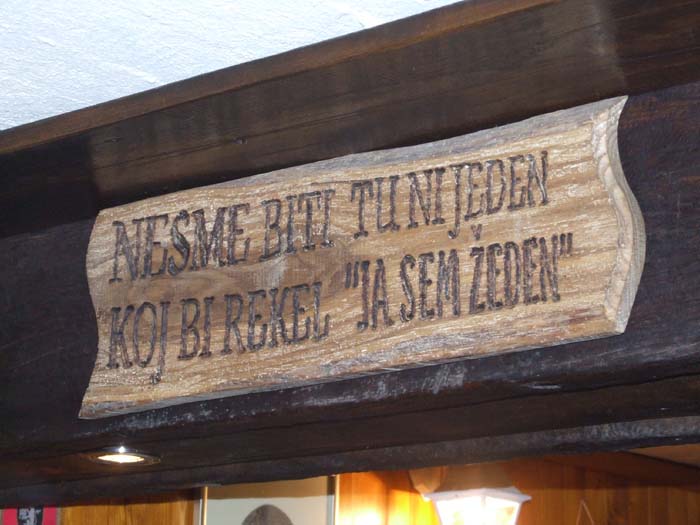 NESME BITI TU NI JEDEN
KOJ BI REKEL "JA SEM ŽEDEN"